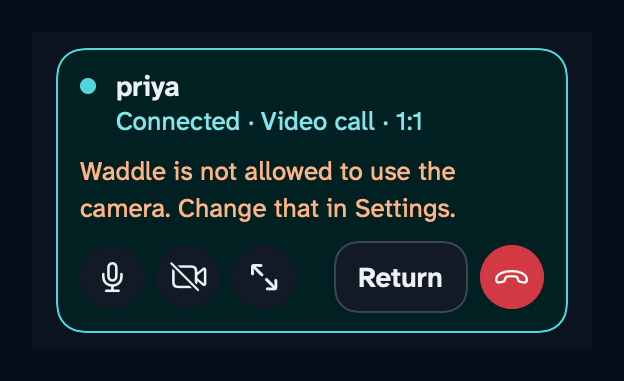 priya
Connected · Video call · 1:1
Waddle is not allowed to use the
camera. Change that in Settings.
Return